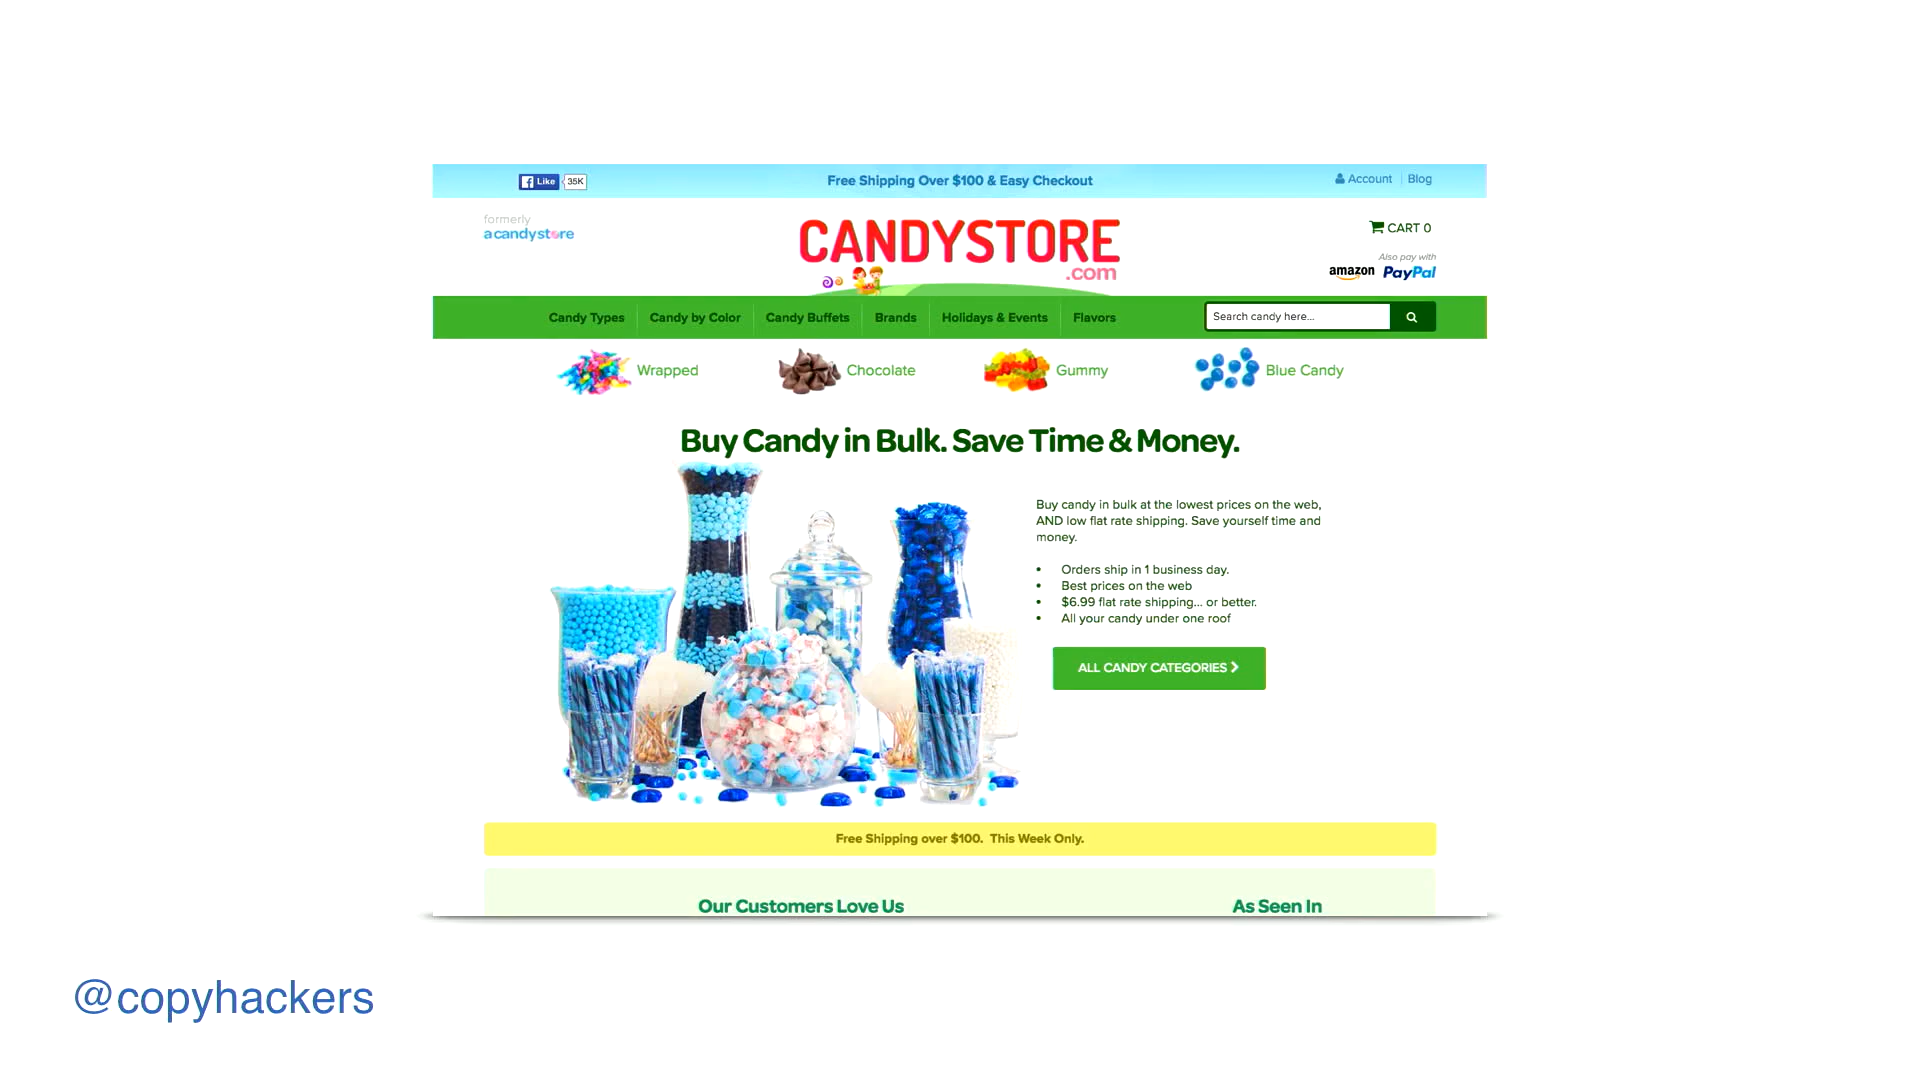 Like 35K
Free Shipping Over $100 & Easy Checkout
Account Blog
formerly
acandystore
CANDYSTORE
.com
CART 0
Also pay with
amazon PayPal
Candy Types Candy by Color Candy Buffets Brands Holidays & Events Flavors
Search candy here...
Wrapped Chocolate Gummy Blue Candy
Buy Candy in Bulk. Save Time & Money.
Buy candy in bulk at the lowest prices on the web,
AND low flat rate shipping. Save yourself time and
money.
• Orders ship in 1 business day.
• Best prices on the web
• $6.99 flat rate shipping... or better.
• All your candy under one roof
ALL CANDY CATEGORIES
Free Shipping over $100. This Week Only.
Our Customers Love Us As Seen In
@copyhackers